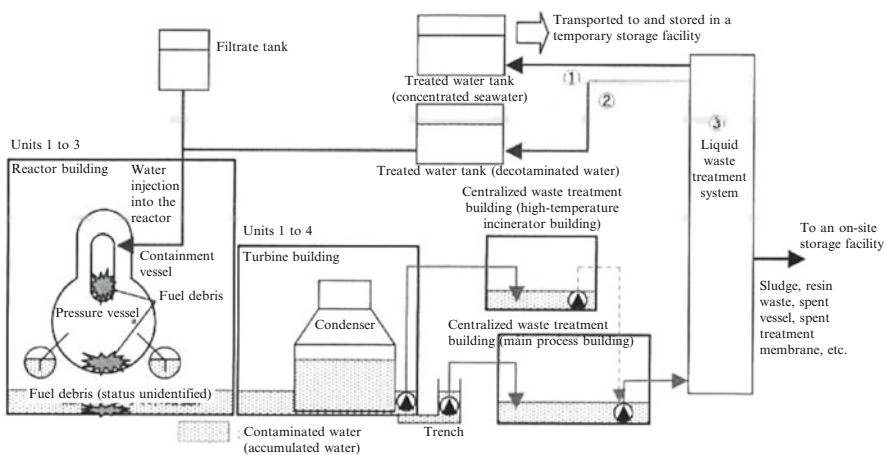 Filtrate tank
Transported to and stored in a
temporary storage facility
Treated water tank
(concentrated seawater)
①
②
③
Liquid
waste
treatment
system
Treated water tank (decotaminated water)
Units 1 to 3
Reactor building
Water
injection
into the
reactor
Containment
vessel
Fuel debris
Pressure vessel
Fuel debris (status unidentified)
Units 1 to 4
Turbine building
Condenser
Centralized waste treatment
building (high-temperature
incinerator building)
Centralized waste treatment
building (main process building)
To an on-site
storage facility
Sludge, resin
waste, spent
vessel, spent
treatment
membrane, etc.
: Contaminated water
(accumulated water)
Trench